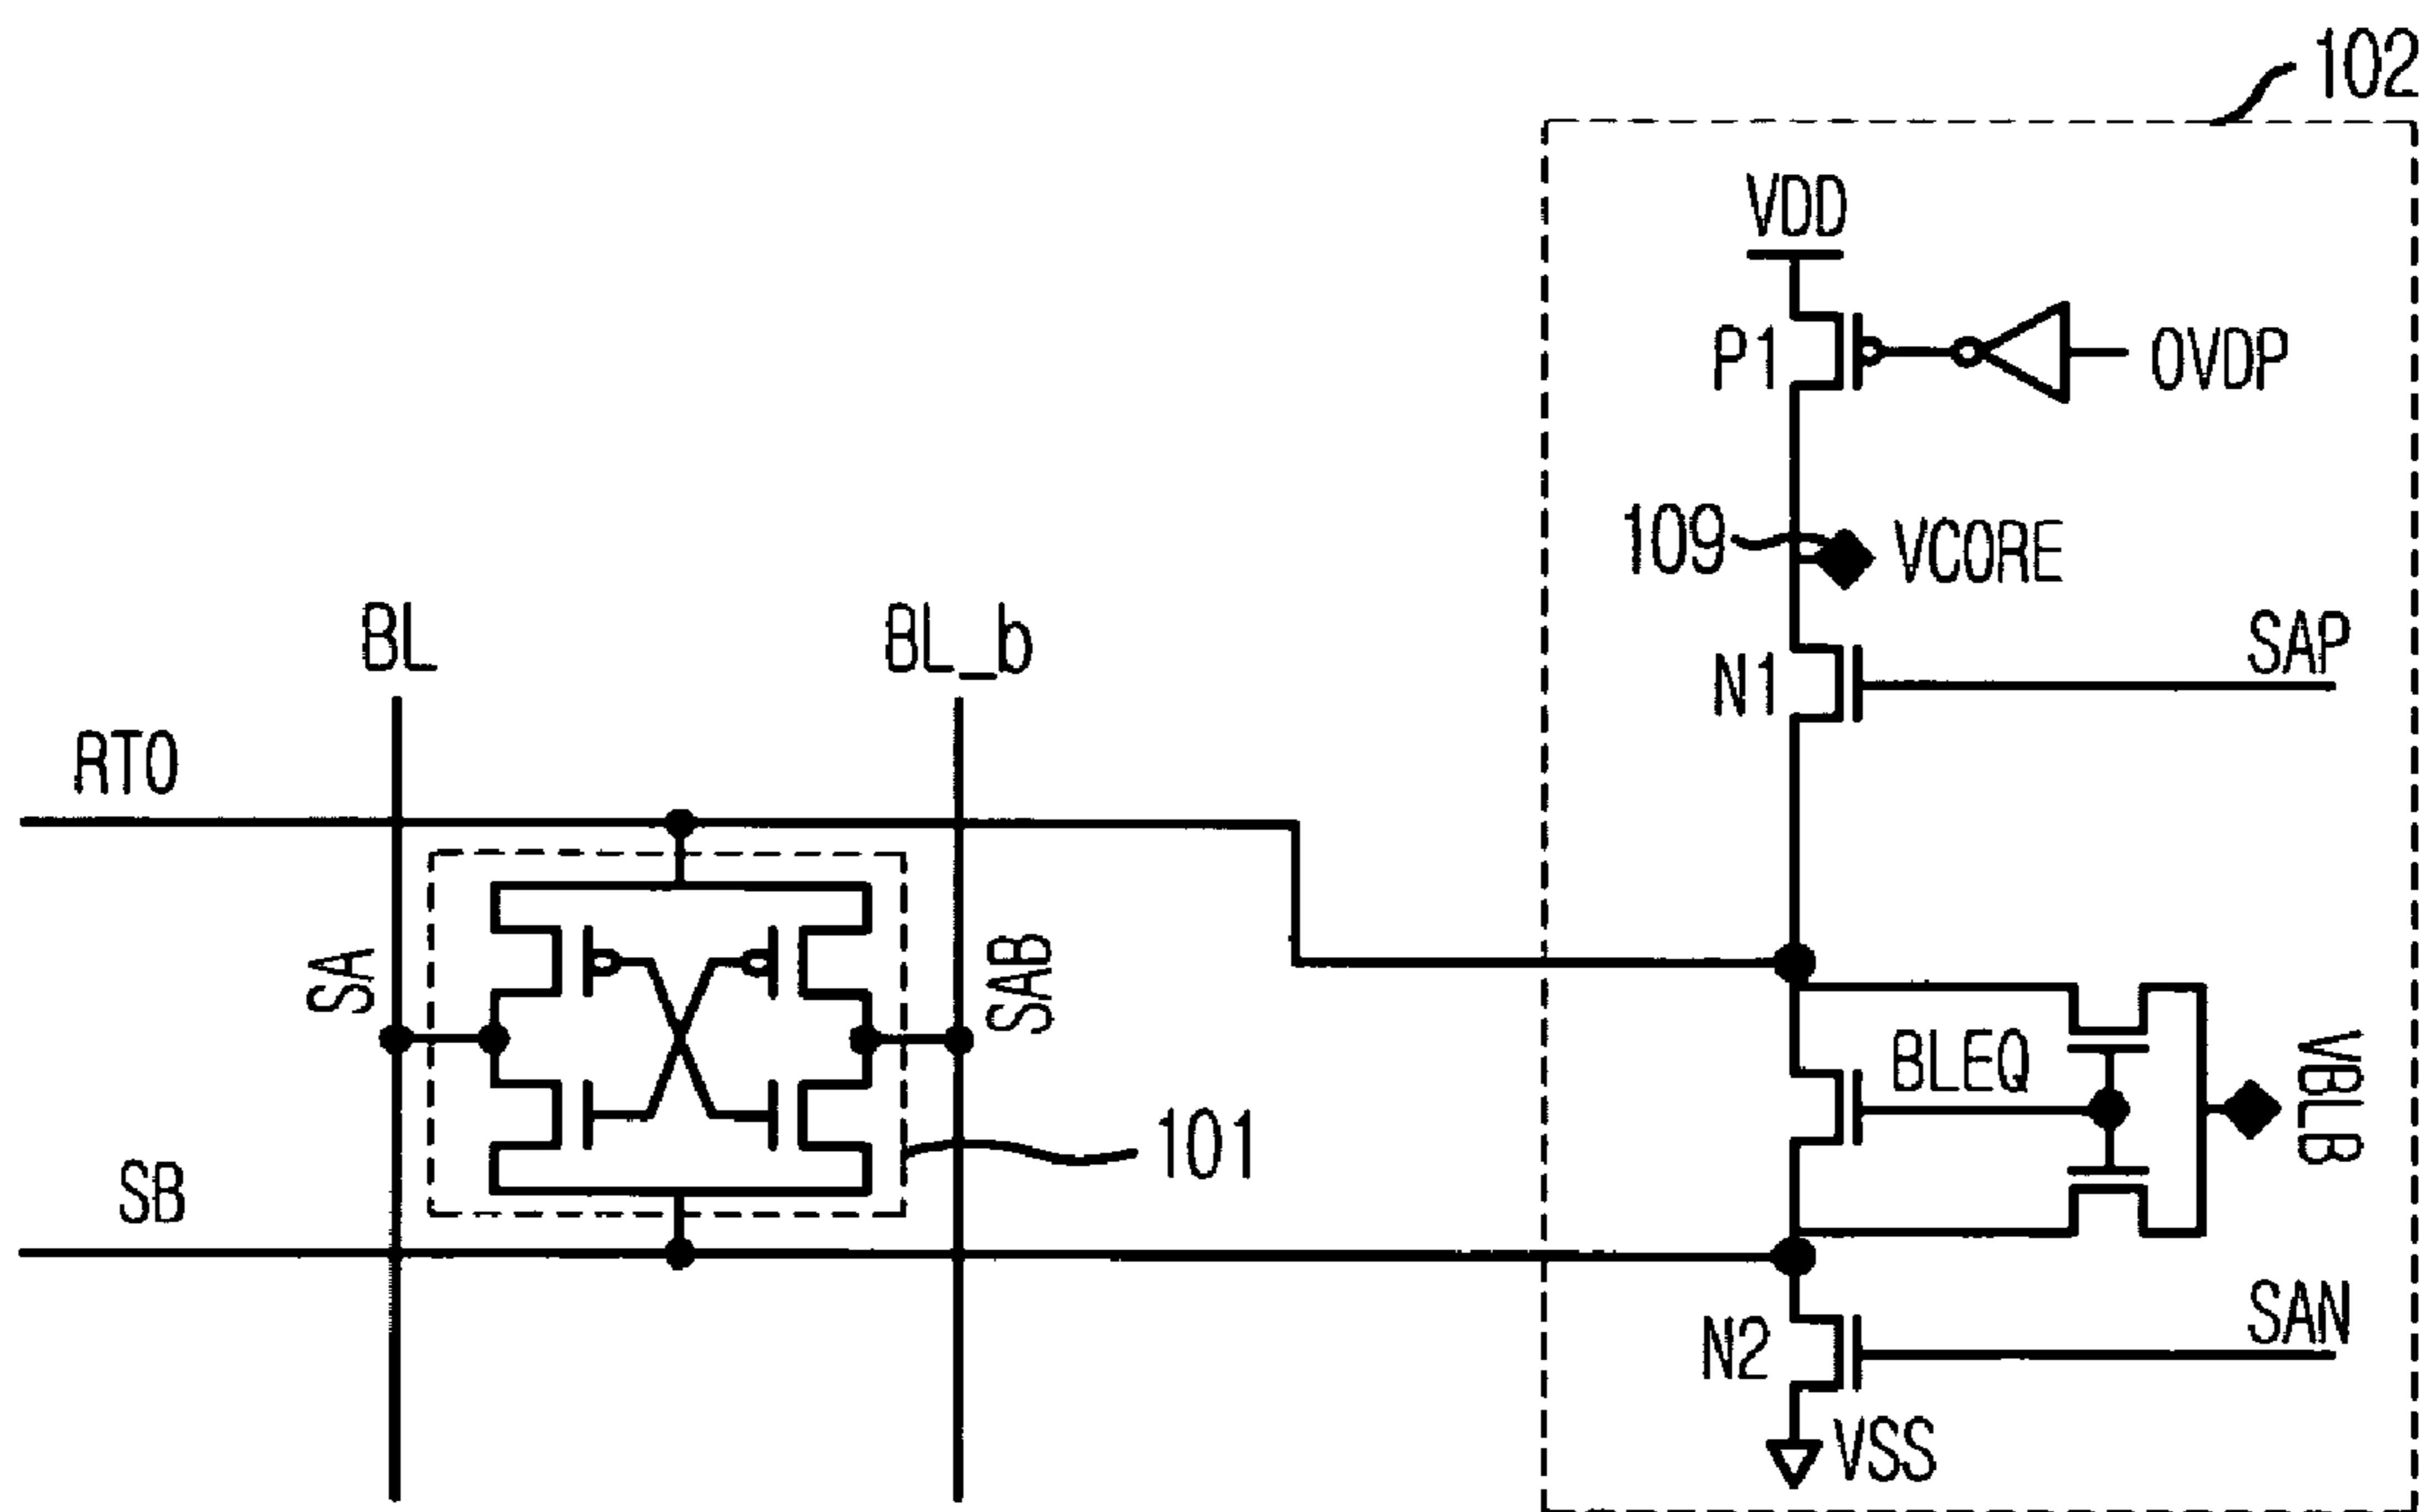 102
VDD
P1
OVDP
109
VCORE
SAP
BL
BL_b
N1
RTO
SA
SAB
BLEQ
VBLB
101
SB
SAN
N2
VSS